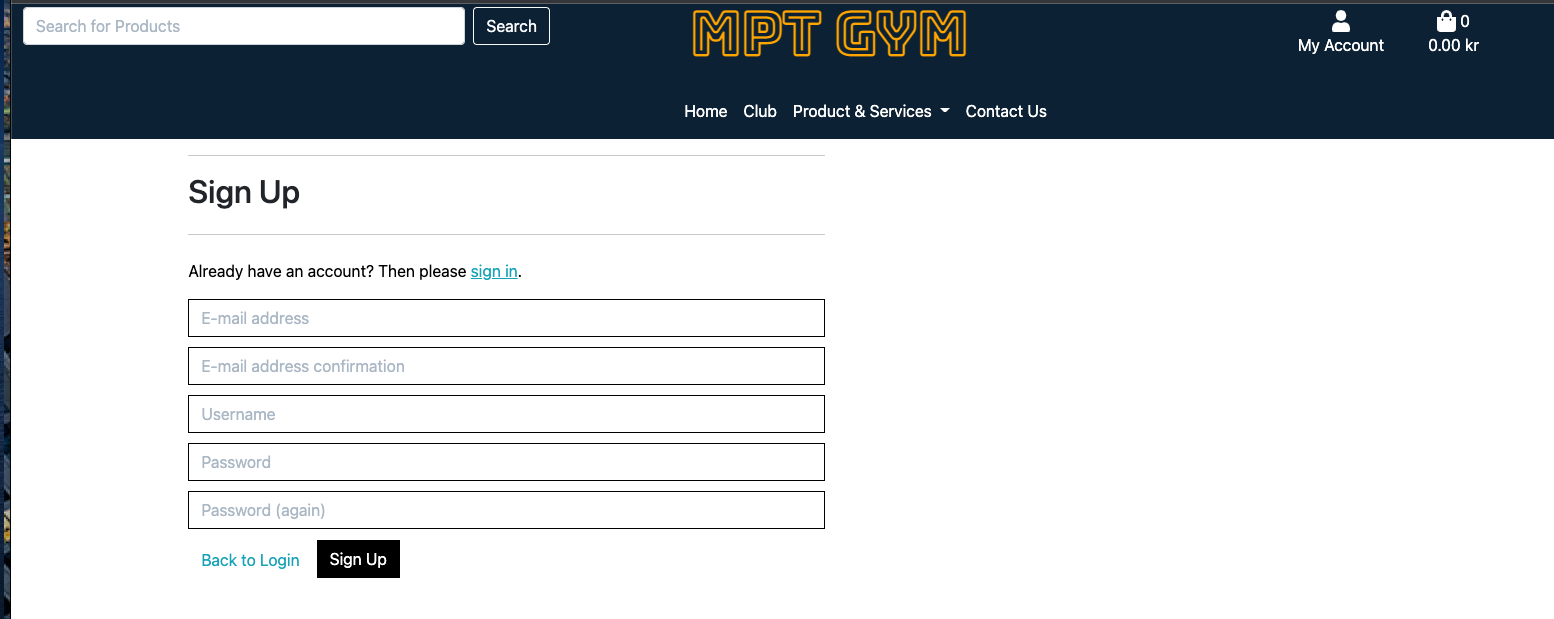 Search for Products
Search
MPT GYM
My Account
0
0.00 kr
Home Club Product & Services Contact Us
Sign Up
Already have an account? Then please sign in.
E-mail address
E-mail address confirmation
Username
Password
Password (again)
Back to Login
Sign Up